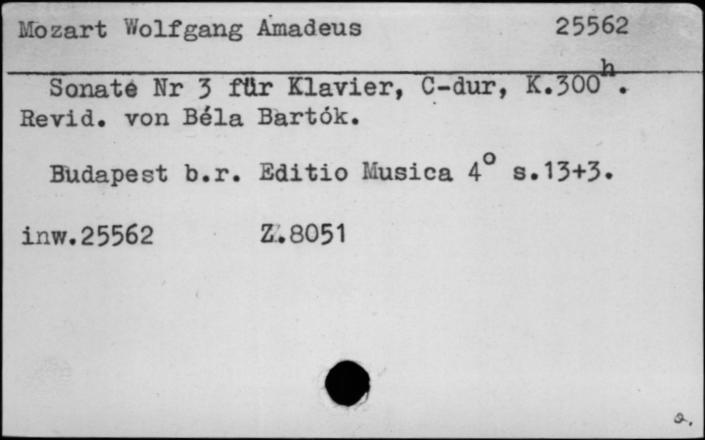 Mozart Wolfgang Amadeus 25562
Sonate Nr 3 für Klavier, C-dur, K.300h.
Revid. von Béla Bartók.
Budapest b.r. Editio Musica 4° s.13+3.
inw.25562 Z.8051